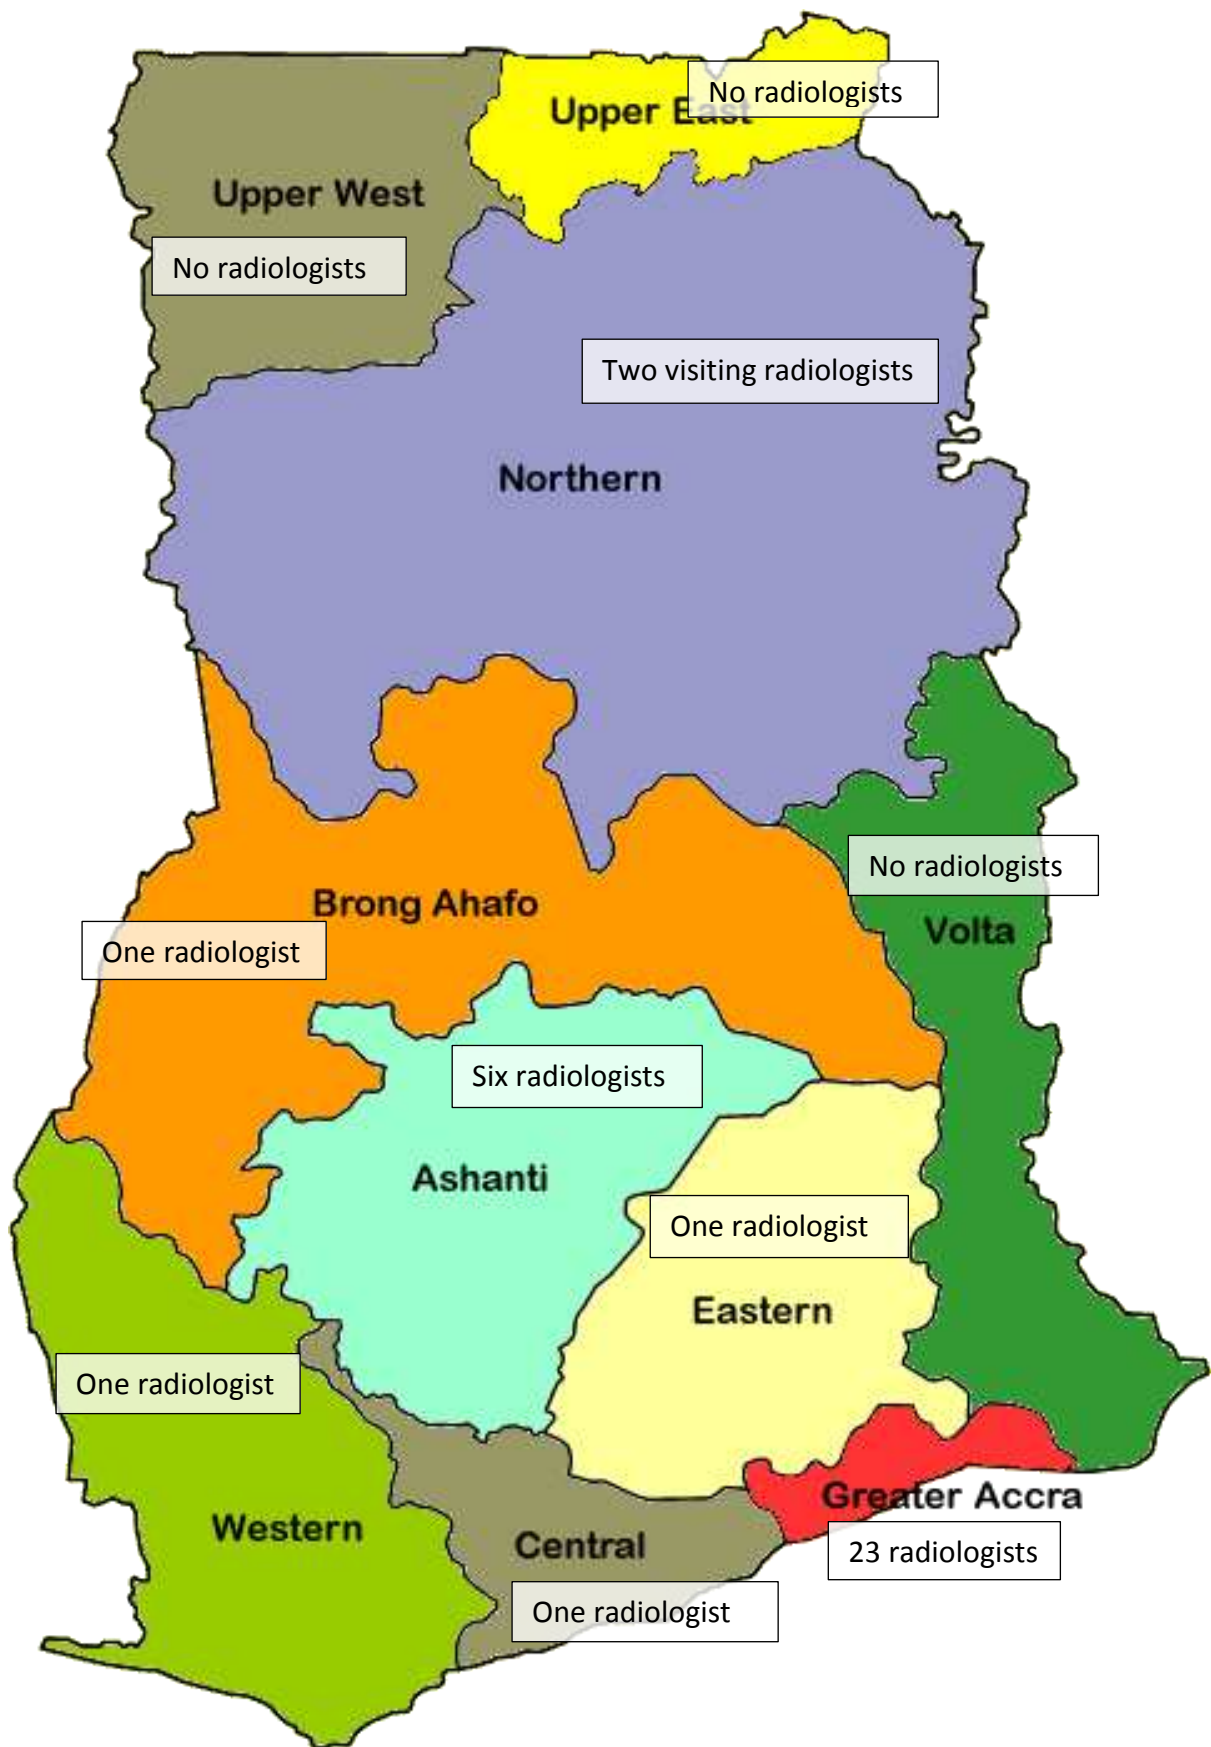 No radiologists
Upper East
Upper West
No radiologists
Two visiting radiologists
Northern
No radiologists
Brong Ahafo
Volta
One radiologist
Six radiologists
Ashanti
One radiologist
Eastern
One radiologist
Greater Accra
Western
Central
23 radiologists
One radiologist